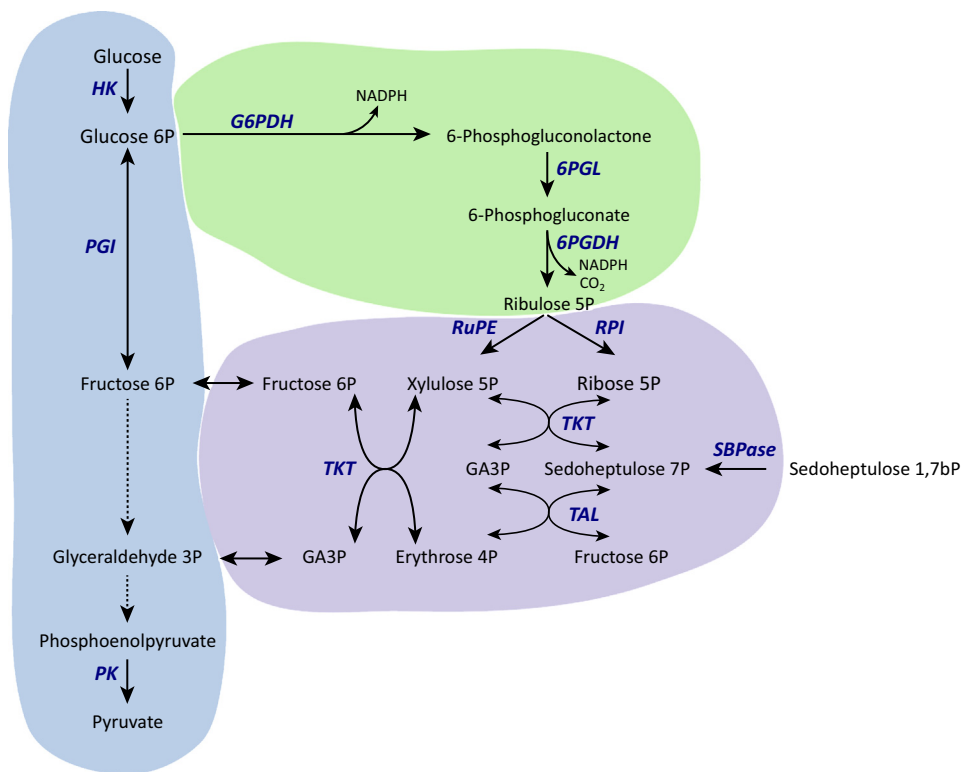 Glucose
HK
NADPH
G6PDH
Glucose 6P
6-Phosphogluconolactone
6PGL
6-Phosphogluconate
6PGDH
PGI
NADPH
CO₂
Ribulose 5P
RuPE
RPI
Fructose 6P
Fructose 6P
Xylulose 5P
Ribose 5P
TKT
SBPase
TKT
GA3P
Sedoheptulose 7P
Sedoheptulose 1,7bP
TAL
Glyceraldehyde 3P
GA3P
Erythrose 4P
Fructose 6P
Phosphoenolpyruvate
PK
Pyruvate